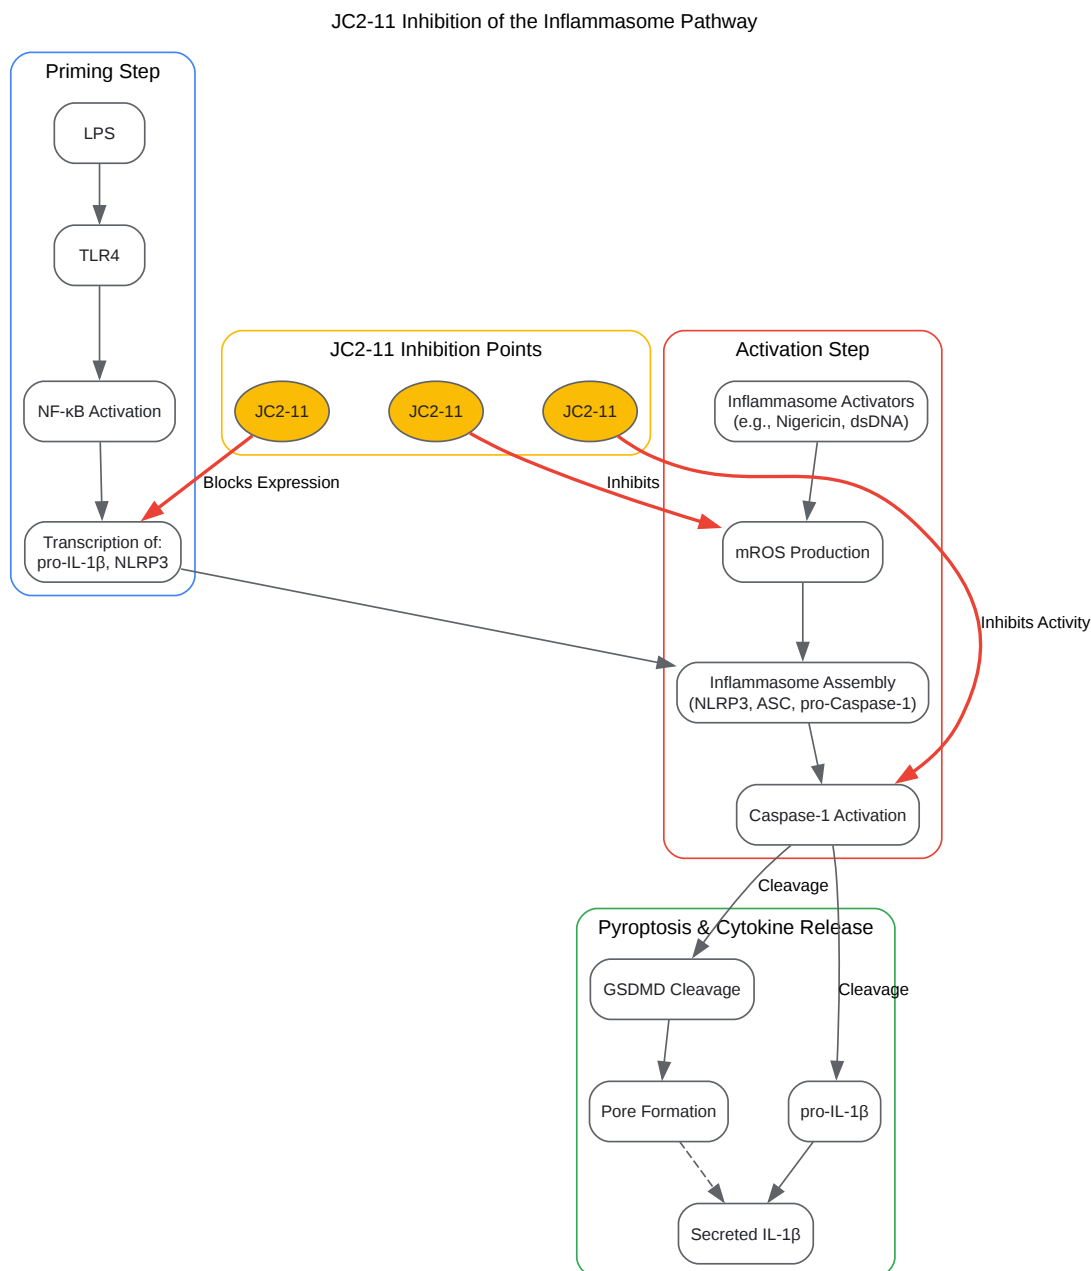 JC2-11 Inhibition of the Inflammasome Pathway
Priming Step
LPS
TLR4
NF-κB Activation
Transcription of:
pro-IL-1β, NLRP3
JC2-11 Inhibition Points
JC2-11
JC2-11
JC2-11
Blocks Expression
Inhibits
Inhibits Activity
Activation Step
Inflammasome Activators
(e.g., Nigericin, dsDNA)
mROS Production
Inflammasome Assembly
(NLRP3, ASC, pro-Caspase-1)
Caspase-1 Activation
Cleavage
Cleavage
Pyroptosis & Cytokine Release
GSDMD Cleavage
Pore Formation
pro-IL-1β
Secreted IL-1β